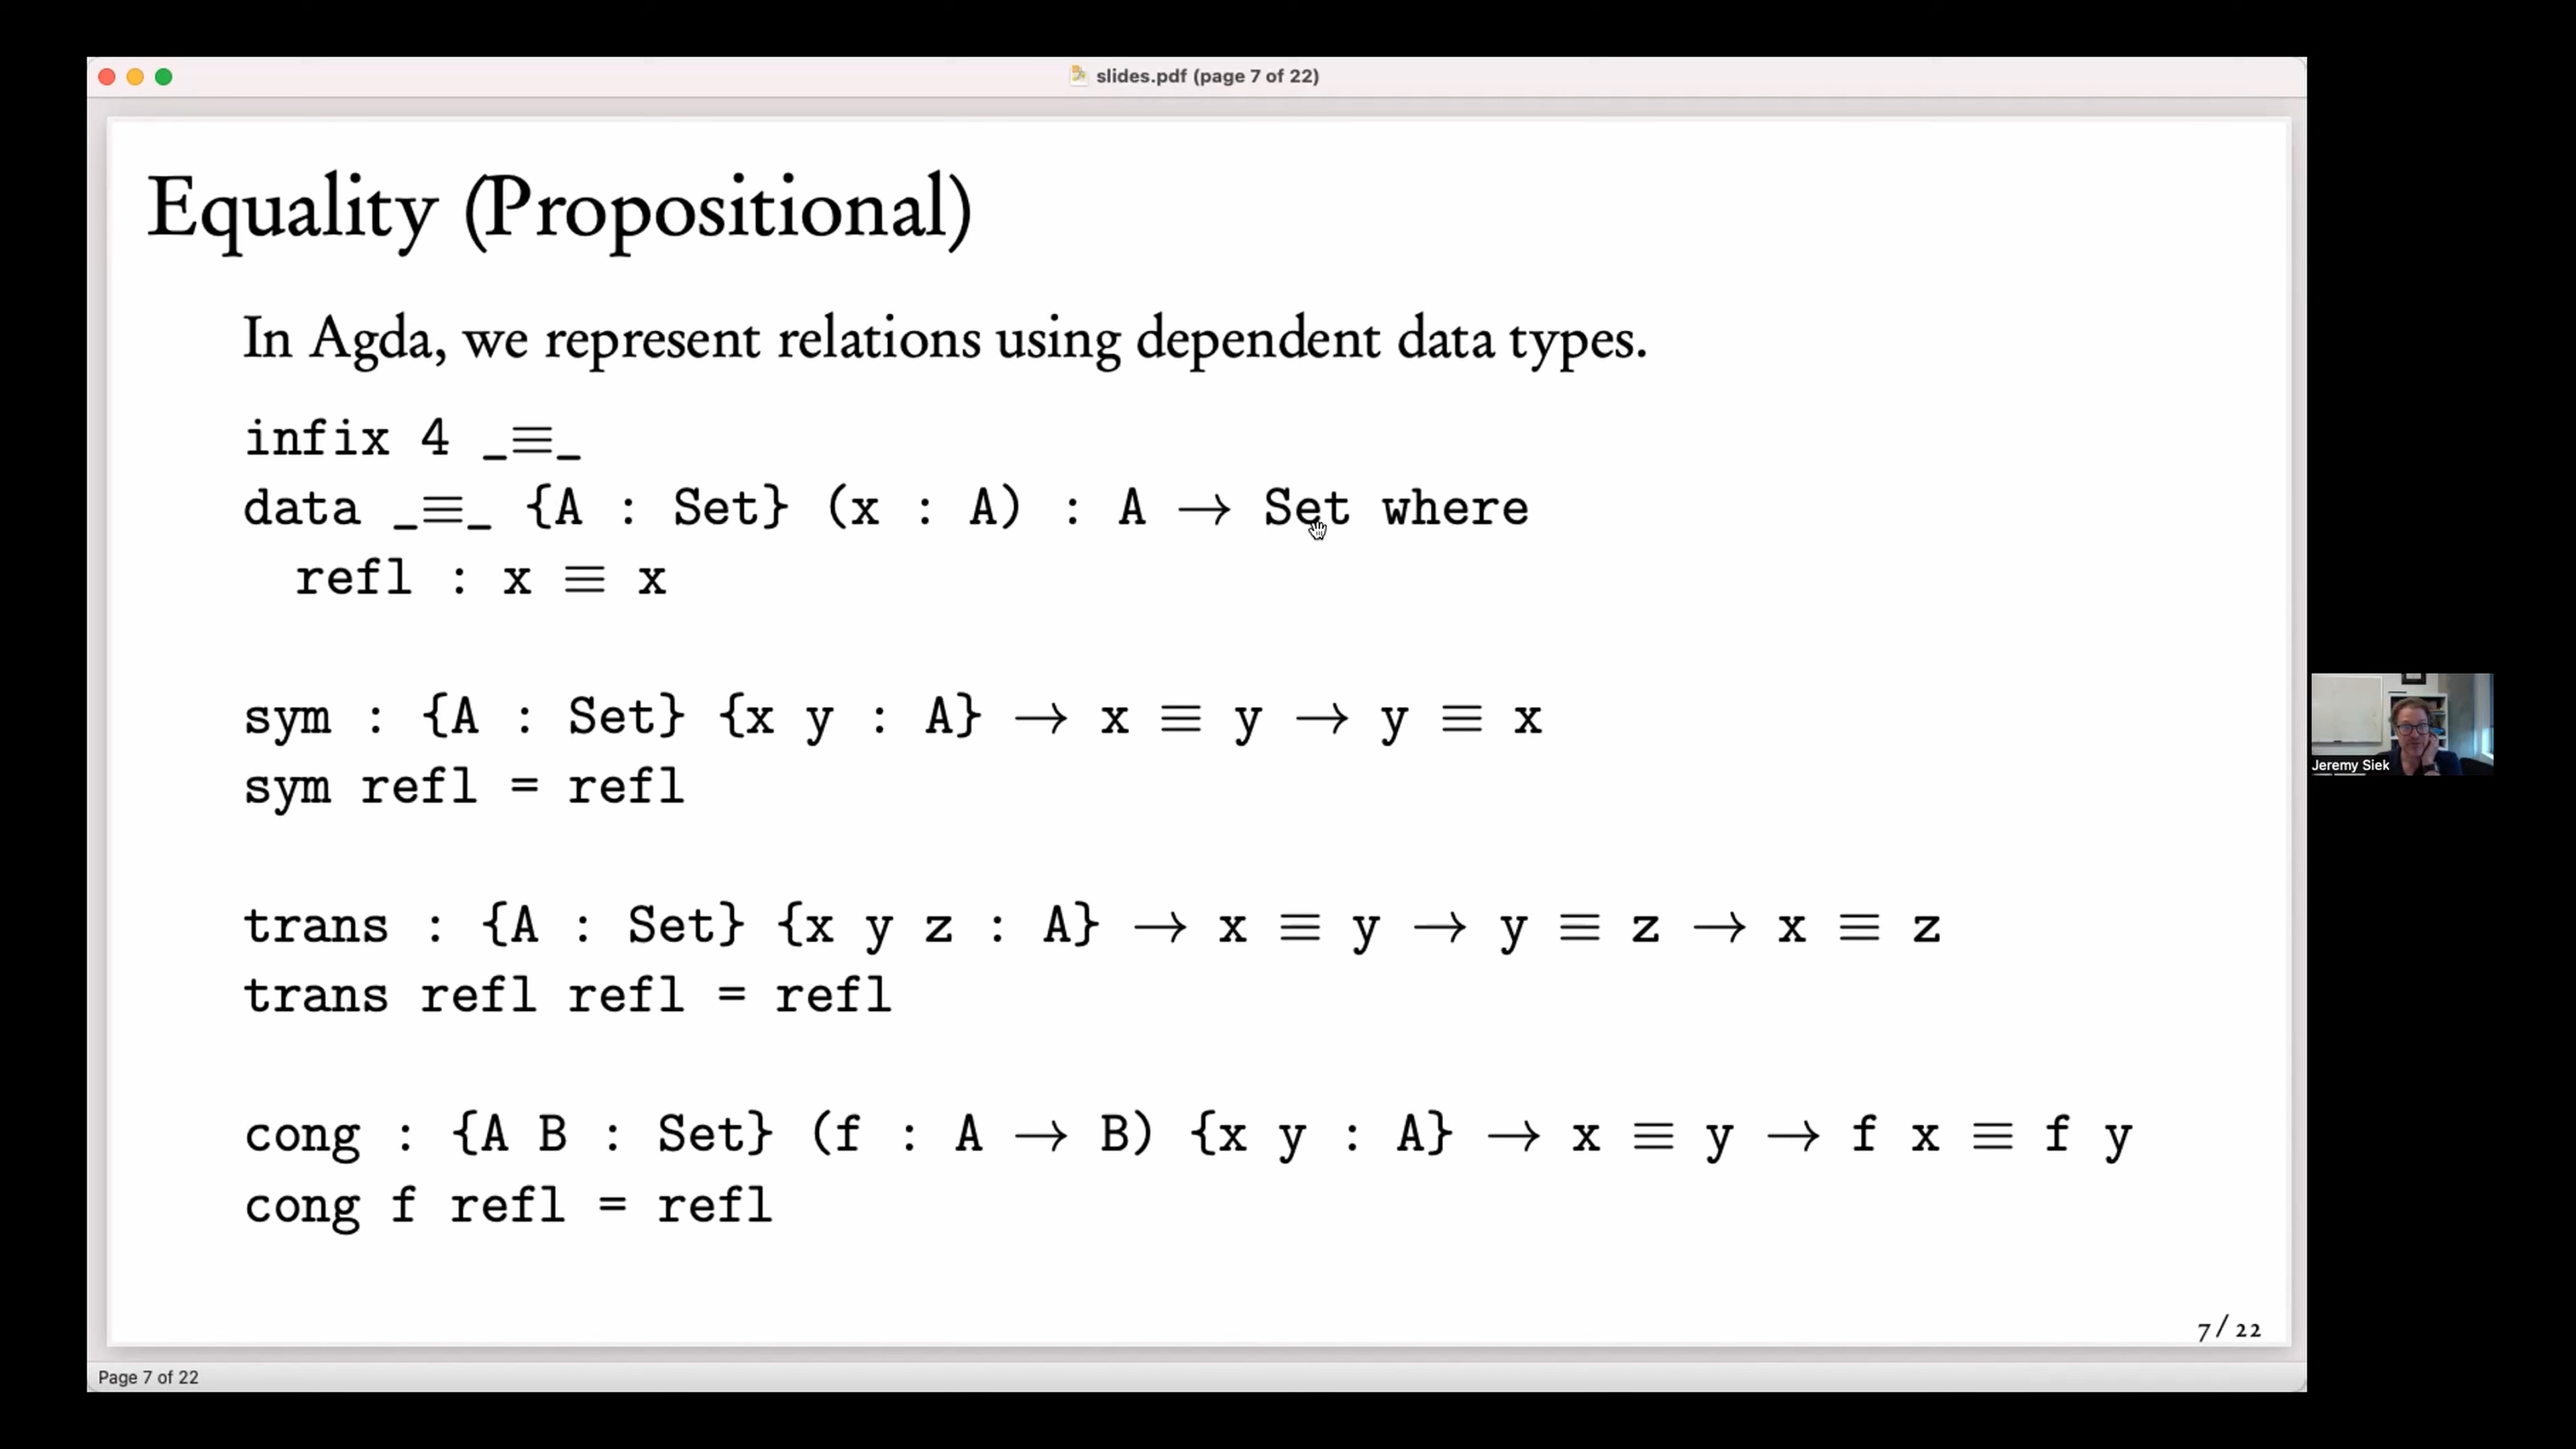 slides.pdf (page 7 of 22)
Equality (Propositional)
In Agda, we represent relations using dependent data types.
infix 4 _≡_
data _≡_ {A : Set} (x : A) : A → Set where
refl : x ≡ x
sym : {A : Set} {x y : A} → x ≡ y → y ≡ x
sym refl = refl
trans : {A : Set} {x y z : A} → x ≡ y → y ≡ z → x ≡ z
trans refl refl = refl
cong : {A B : Set} (f : A → B) {x y : A} → x ≡ y → f x ≡ f y
cong f refl = refl
7 / 22
Page 7 of 22
Jeremy Siek